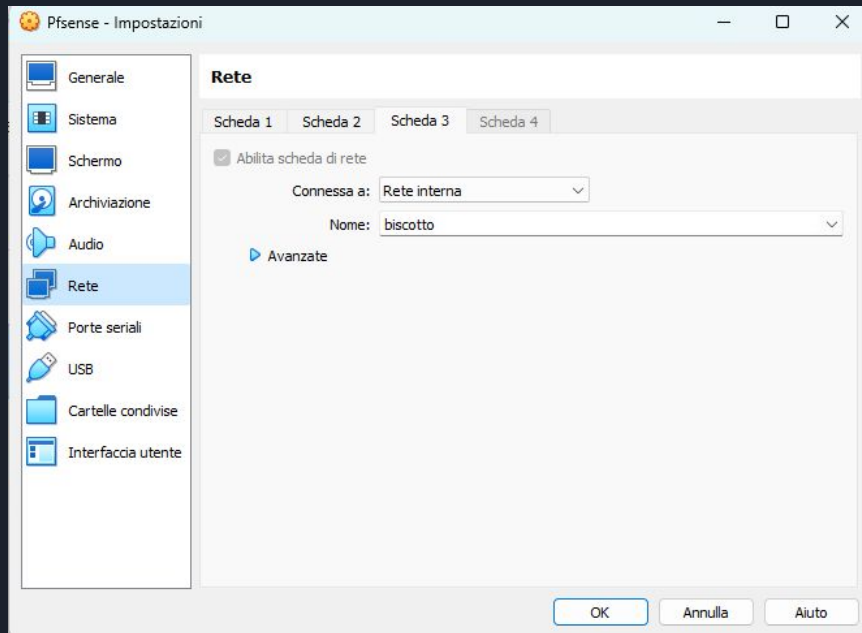 Pfsense - Impostazioni
Generale
Sistema
Schermo
Archiviazione
Audio
Rete
Porte seriali
USB
Cartelle condivise
Interfaccia utente
Rete
Scheda 1 Scheda 2 Scheda 3 Scheda 4
Abilita scheda di rete
Connessa a: Rete interna
Nome: biscotto
Avanzate
OK Annulla Aiuto